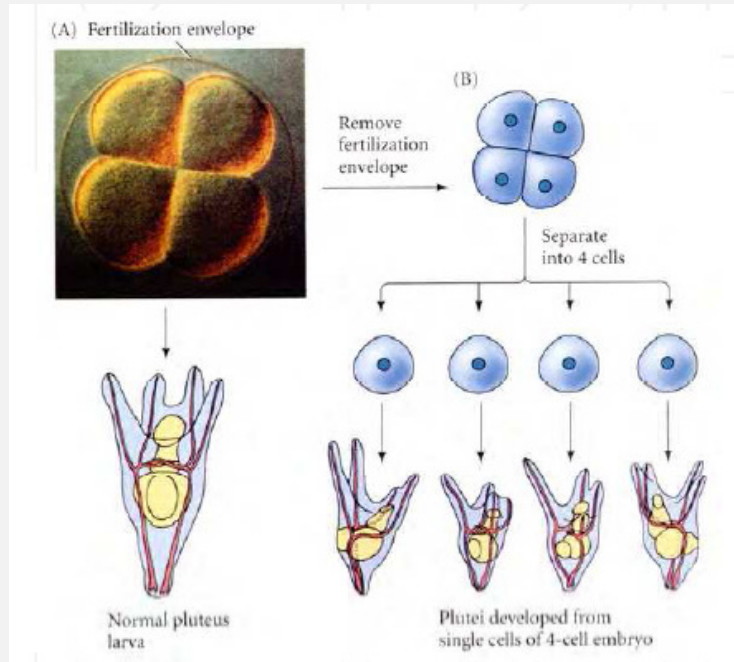 (A) Fertilization envelope
Remove
fertilization
envelope
(B)
Separate
into 4 cells
Normal pluteus
larva
Plutei developed from
single cells of 4-cell embryo